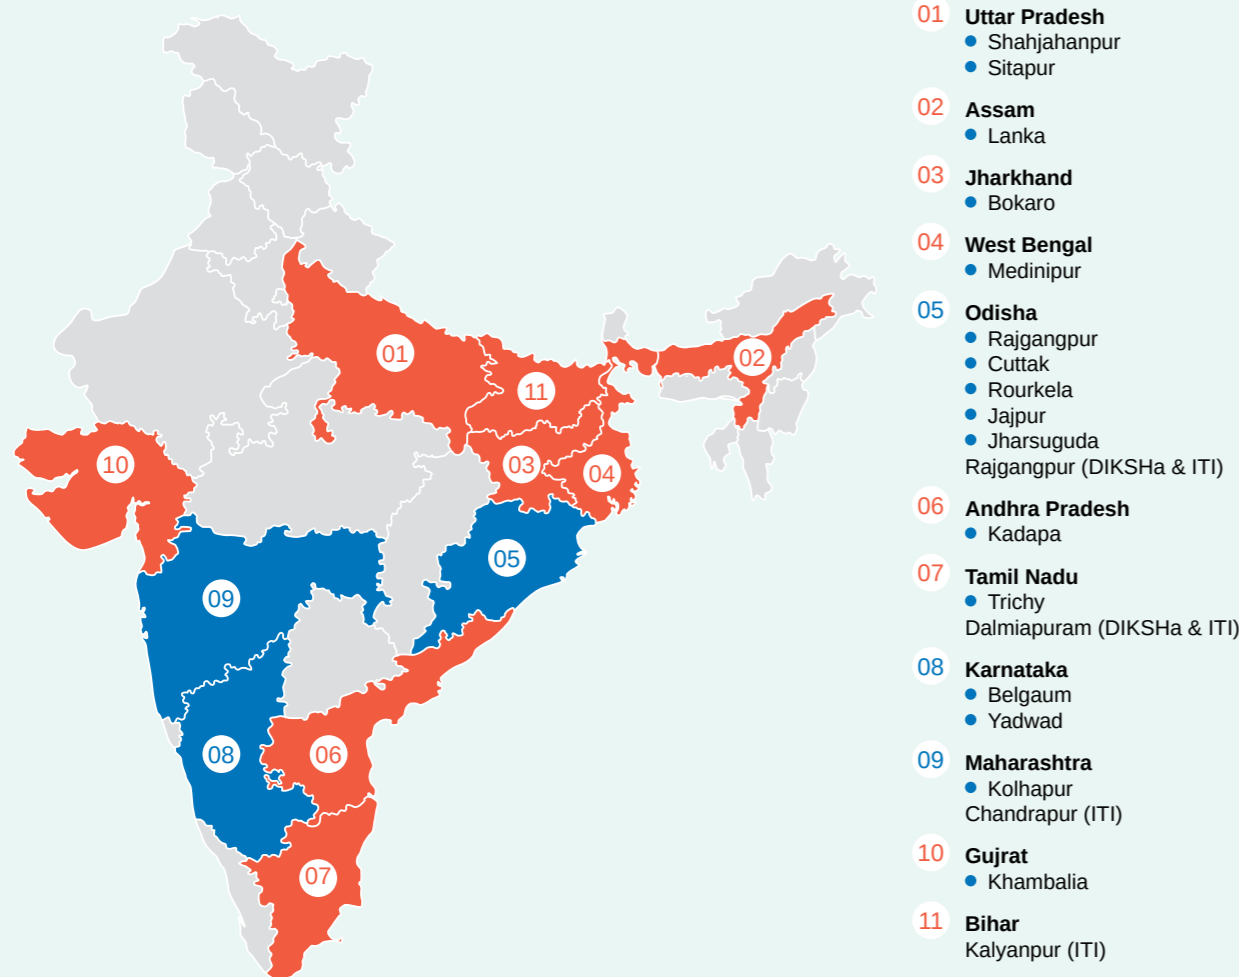 01 Uttar Pradesh
• Shahjahanpur
• Sitapur
02 Assam
• Lanka
03 Jharkhand
• Bokaro
04 West Bengal
• Medinipur
05 Odisha
• Rajgangpur
• Cuttak
• Rourkela
• Jajpur
• Jharsuguda
Rajgangpur (DIKSHa & ITI)
06 Andhra Pradesh
• Kadapa
07 Tamil Nadu
• Trichy
Dalmiapuram (DIKSHa & ITI)
08 Karnataka
• Belgaum
• Yadwad
09 Maharashtra
• Kolhapur
Chandrapur (ITI)
10 Gujrat
• Khambalia
11 Bihar
Kalyanpur (ITI)
01
02
11
10
03
04
05
09
08
06
07